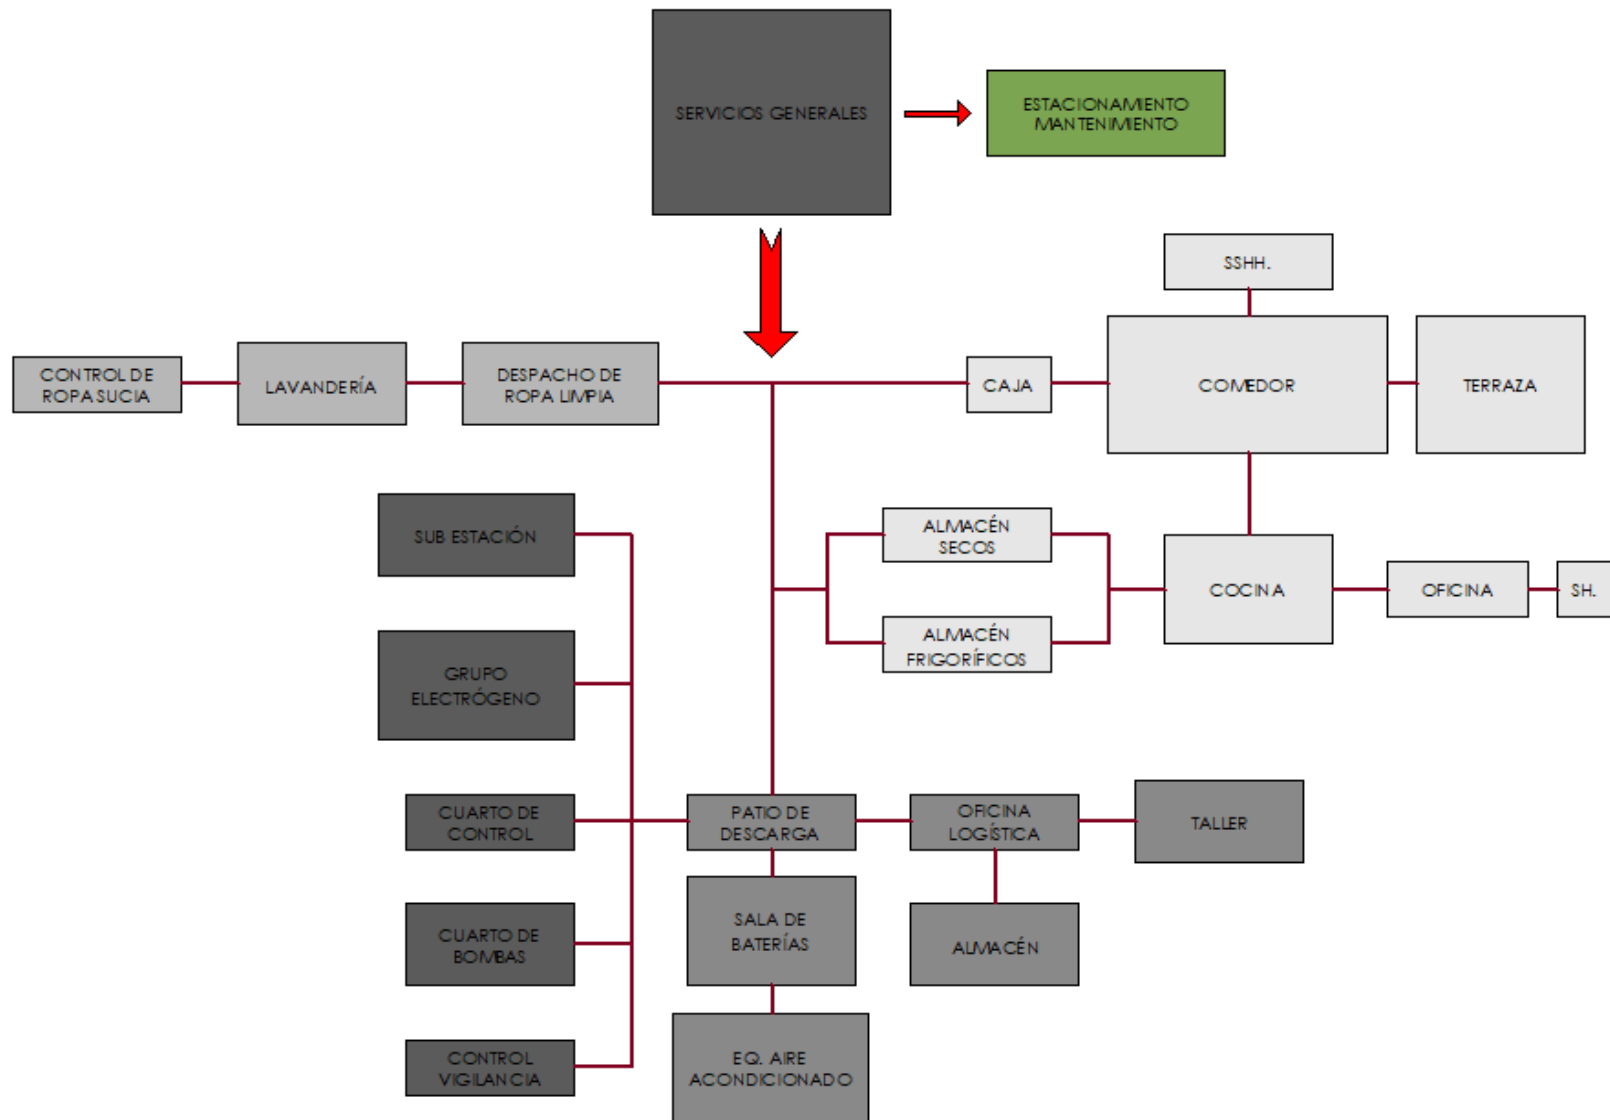 SERVICIOS GENERALES
ESTACIONAMIENTO
MANTENIMIENTO
SSHH.
CONTROL DE
ROPA SUCIA
LAVANDERÍA
DESPACHO DE
ROPA LIMPIA
CAJA
COMEDOR
TERRAZA
SUB ESTACIÓN
ALMACÉN
SECOS
COCINA
OFICINA
SH.
GRUPO
ELECTRÓGENO
ALMACÉN
FRIGORÍFICOS
CUARTO DE
CONTROL
PATIO DE
DESCARGA
OFICINA
LOGÍSTICA
TALLER
CUARTO DE
BOMBAS
SALA DE
BATERÍAS
ALMACÉN
CONTROL
VIGILANCIA
EQ. AIRE
ACONDICIONADO